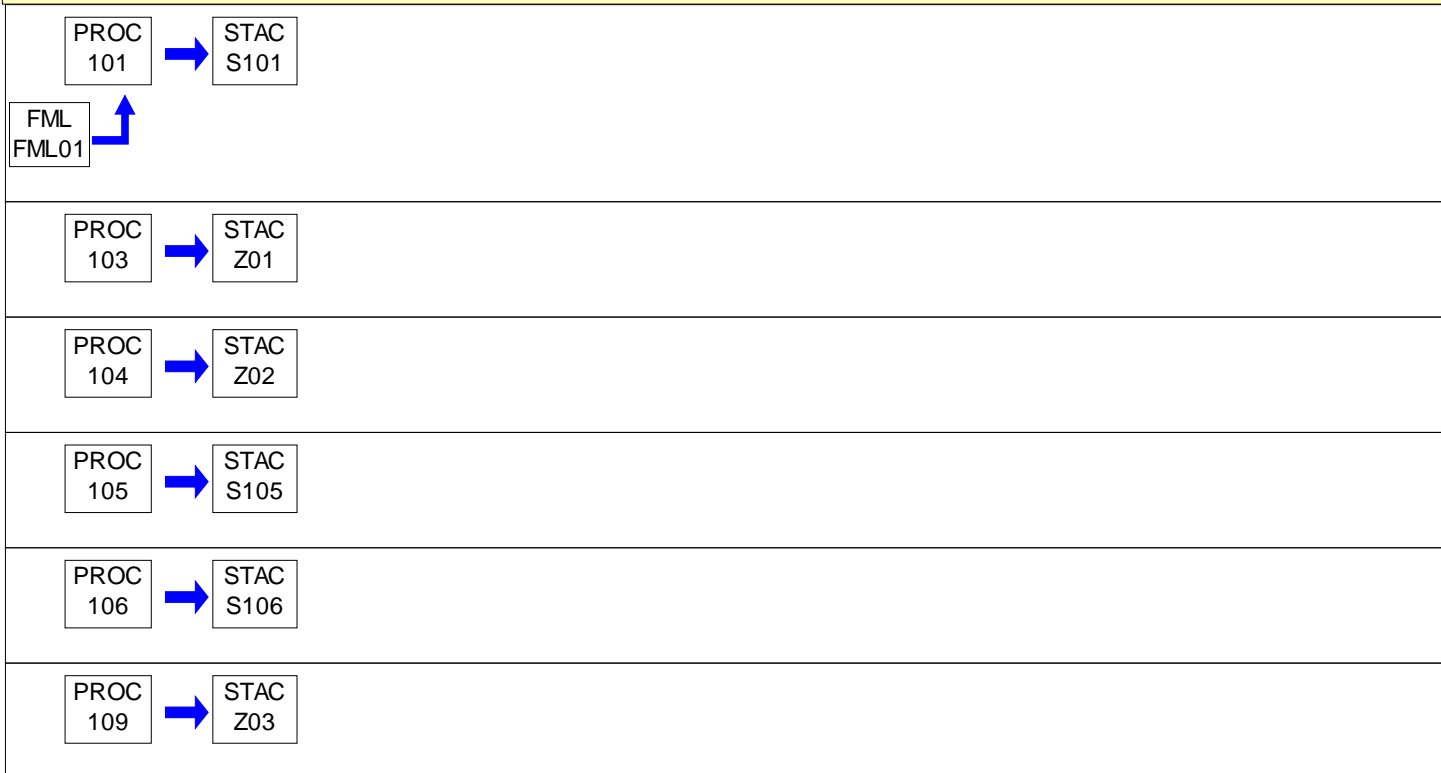 PROC
101
STAC
S101
FML
FML01
PROC
103
STAC
Z01
PROC
104
STAC
Z02
PROC
105
STAC
S105
PROC
106
STAC
S106
PROC
109
STAC
Z03